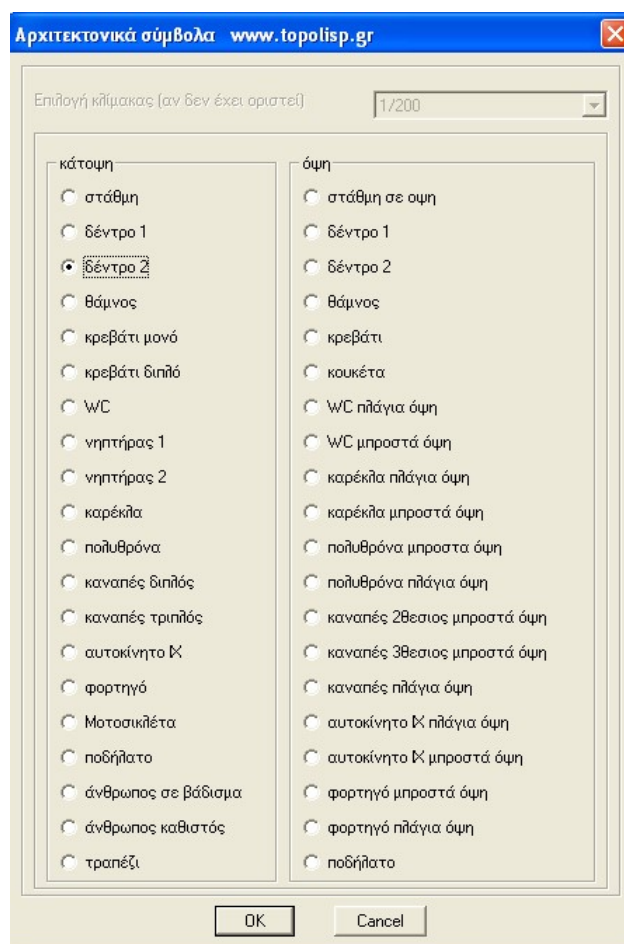 Αρχιτεκτονικά σύμβολα www.topolisp.gr
Επιλογή κλίμακας (αν δεν έχει οριστεί)
1/200
κάτοψη
στάθμη
δέντρο 1
δέντρο 2
θάμνος
κρεβάτι μονό
κρεβάτι διπλό
WC
νηπτήρας 1
νηπτήρας 2
καρέκλα
πολυθρόνα
καναπές διπλός
καναπές τριπλός
αυτοκίνητο ΙΧ
φορτηγό
Μοτοσικλέτα
ποδήλατο
άνθρωπος σε βάδισμα
άνθρωπος καθιστός
τραπέζι
όψη
στάθμη σε οψη
δέντρο 1
δέντρο 2
θάμνος
κρεβάτι
κουκέτα
WC πλάγια όψη
WC μπροστά όψη
καρέκλα πλάγια όψη
καρέκλα μπροστά όψη
πολυθρόνα μπροστα όψη
πολυθρόνα πλάγια όψη
καναπές 2θεσιος μπροστά όψη
καναπές 3θεσιος μπροστά όψη
καναπές πλάγια όψη
αυτοκίνητο ΙΧ πλάγια όψη
αυτοκίνητο ΙΧ μπροστά όψη
φορτηγό μπροστά όψη
φορτηγό πλάγια όψη
ποδήλατο
OK
Cancel